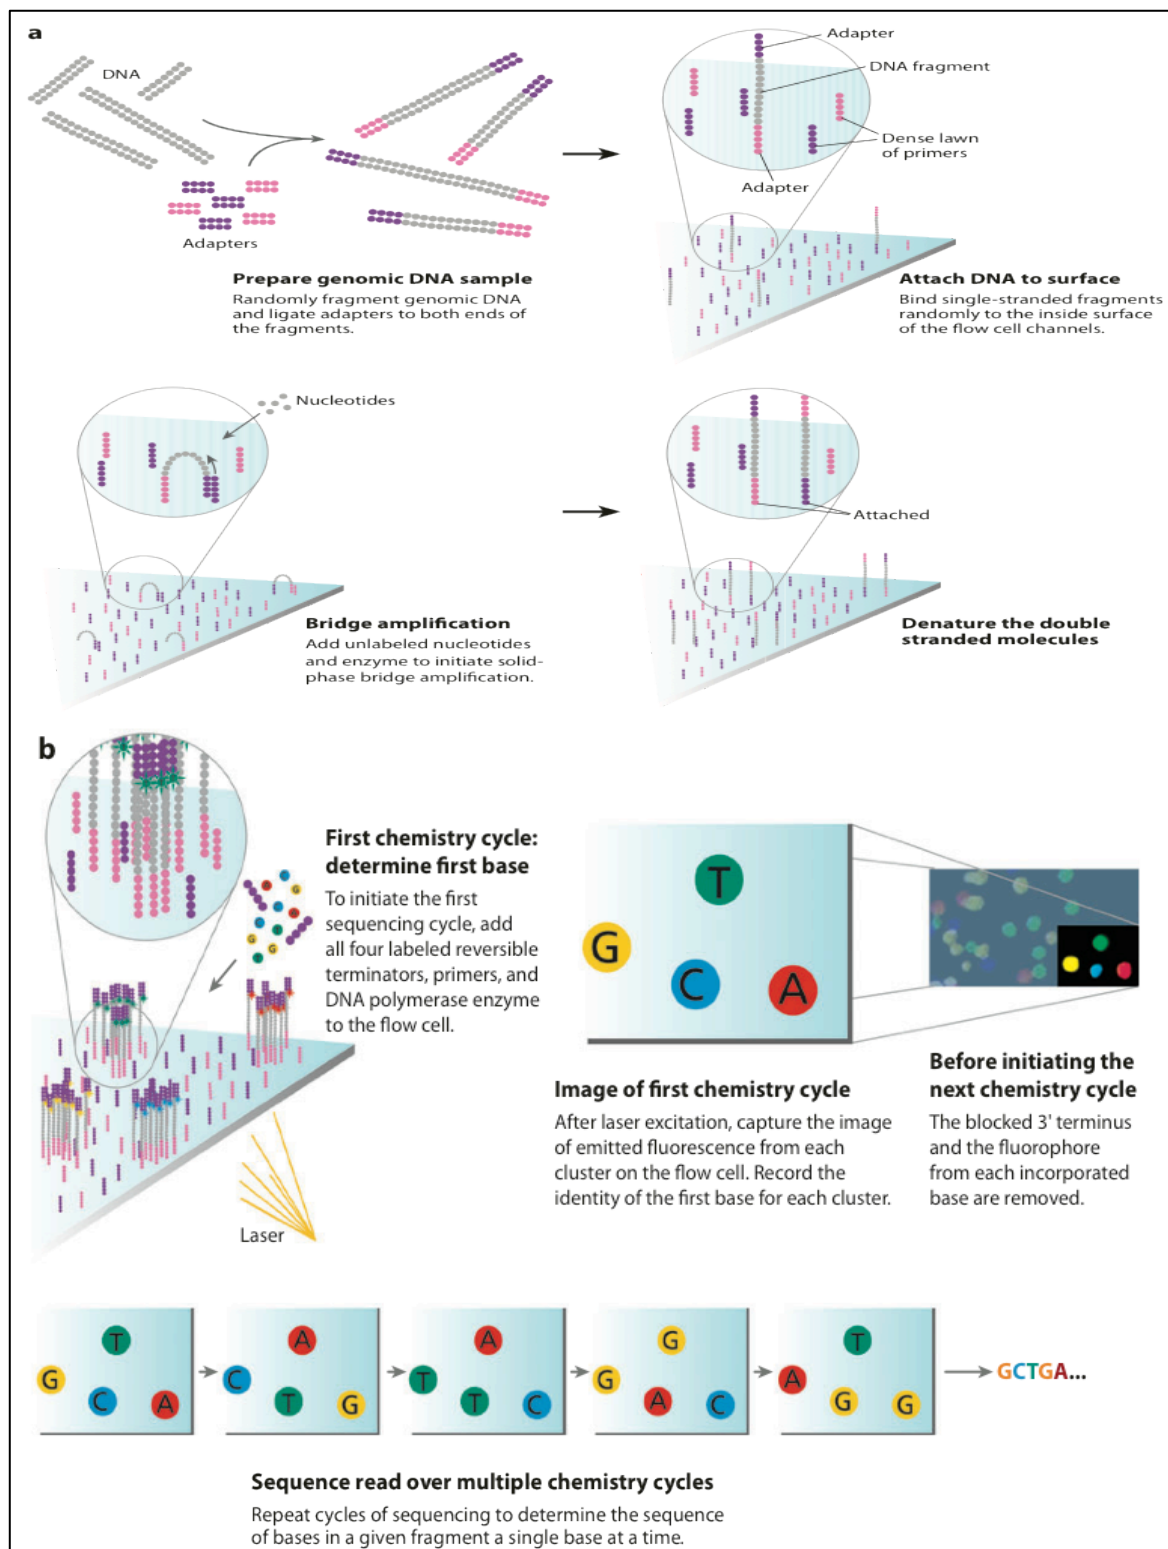 a
DNA
Adapters
Prepare genomic DNA sample
Randomly fragment genomic DNA
and ligate adapters to both ends of
the fragments.
Adapter
DNA fragment
Dense lawn
of primers
Adapter
Attach DNA to surface
Bind single-stranded fragments
randomly to the inside surface
of the flow cell channels.
Nucleotides
Bridge amplification
Add unlabeled nucleotides
and enzyme to initiate solid-
phase bridge amplification.
Attached
Denature the double
stranded molecules
b
First chemistry cycle:
determine first base
To initiate the first
sequencing cycle, add
all four labeled reversible
terminators, primers, and
DNA polymerase enzyme
to the flow cell.
Laser
T
G
C
A
Image of first chemistry cycle
After laser excitation, capture the image
of emitted fluorescence from each
cluster on the flow cell. Record the
identity of the first base for each cluster.
Before initiating the
next chemistry cycle
The blocked 3' terminus
and the fluorophore
from each incorporated
base are removed.
T
G
C
A
A
C
T
G
A
T
T
C
G
G
A
C
T
A
G
G
GCTGA...
Sequence read over multiple chemistry cycles
Repeat cycles of sequencing to determine the sequence
of bases in a given fragment a single base at a time.